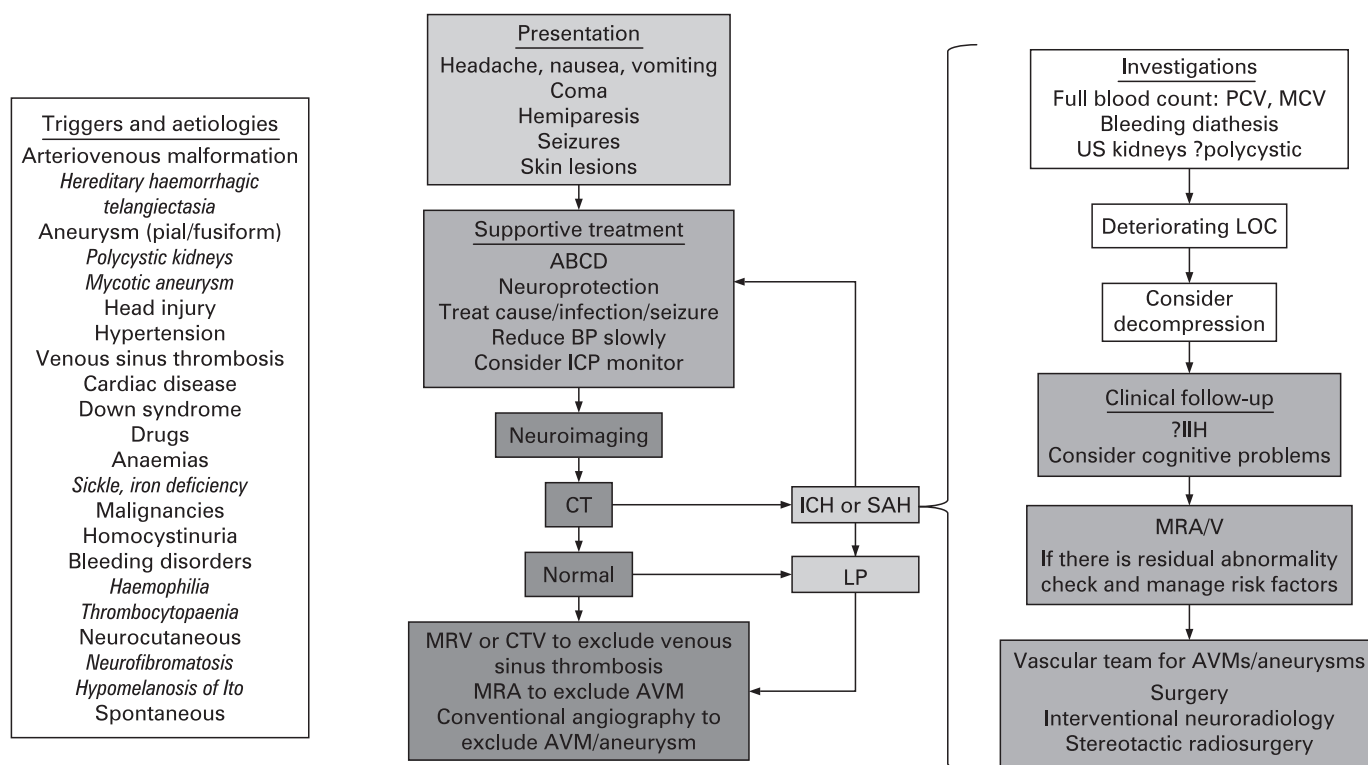 Triggers and aetiologies
Arteriovenous malformation
Hereditary haemorrhagic
telangiectasia
Aneurysm (pial/fusiform)
Polycystic kidneys
Mycotic aneurysm
Head injury
Hypertension
Venous sinus thrombosis
Cardiac disease
Down syndrome
Drugs
Anaemias
Sickle, iron deficiency
Malignancies
Homocystinuria
Bleeding disorders
Haemophilia
Thrombocytopaenia
Neurocutaneous
Neurofibromatosis
Hypomelanosis of Ito
Spontaneous
Presentation
Headache, nausea, vomiting
Coma
Hemiparesis
Seizures
Skin lesions
Supportive treatment
ABCD
Neuroprotection
Treat cause/infection/seizure
Reduce BP slowly
Consider ICP monitor
Neuroimaging
CT
ICH or SAH
Normal
LP
MRV or CTV to exclude venous
sinus thrombosis
MRA to exclude AVM
Conventional angiography to
exclude AVM/aneurysm
Investigations
Full blood count: PCV, MCV
Bleeding diathesis
US kidneys ?polycystic
Deteriorating LOC
Consider
decompression
Clinical follow-up
?IIH
Consider cognitive problems
MRA/V
If there is residual abnormality
check and manage risk factors
Vascular team for AVMs/aneurysms
Surgery
Interventional neuroradiology
Stereotactic radiosurgery